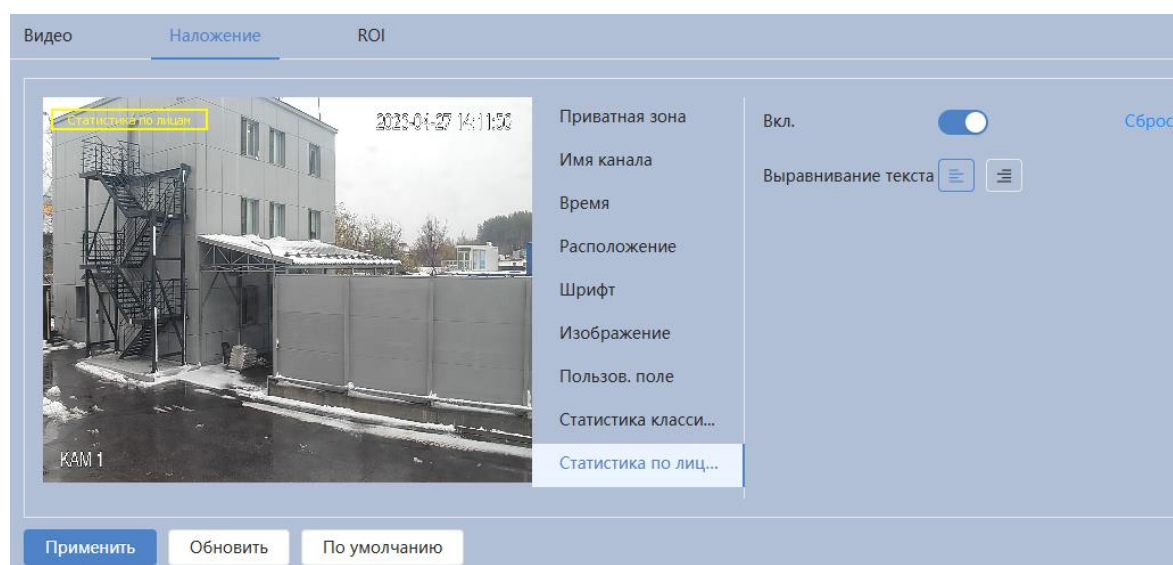 Видео Наложение ROI
Статистика по лицам
KAM 1
Приватная зона
Имя канала
Время
Расположение
Шрифт
Изображение
Пользов. поле
Статистика класси...
Статистика по лиц...
Вкл. Сброс
Выравнивание текста
Применить Обновить По умолчанию